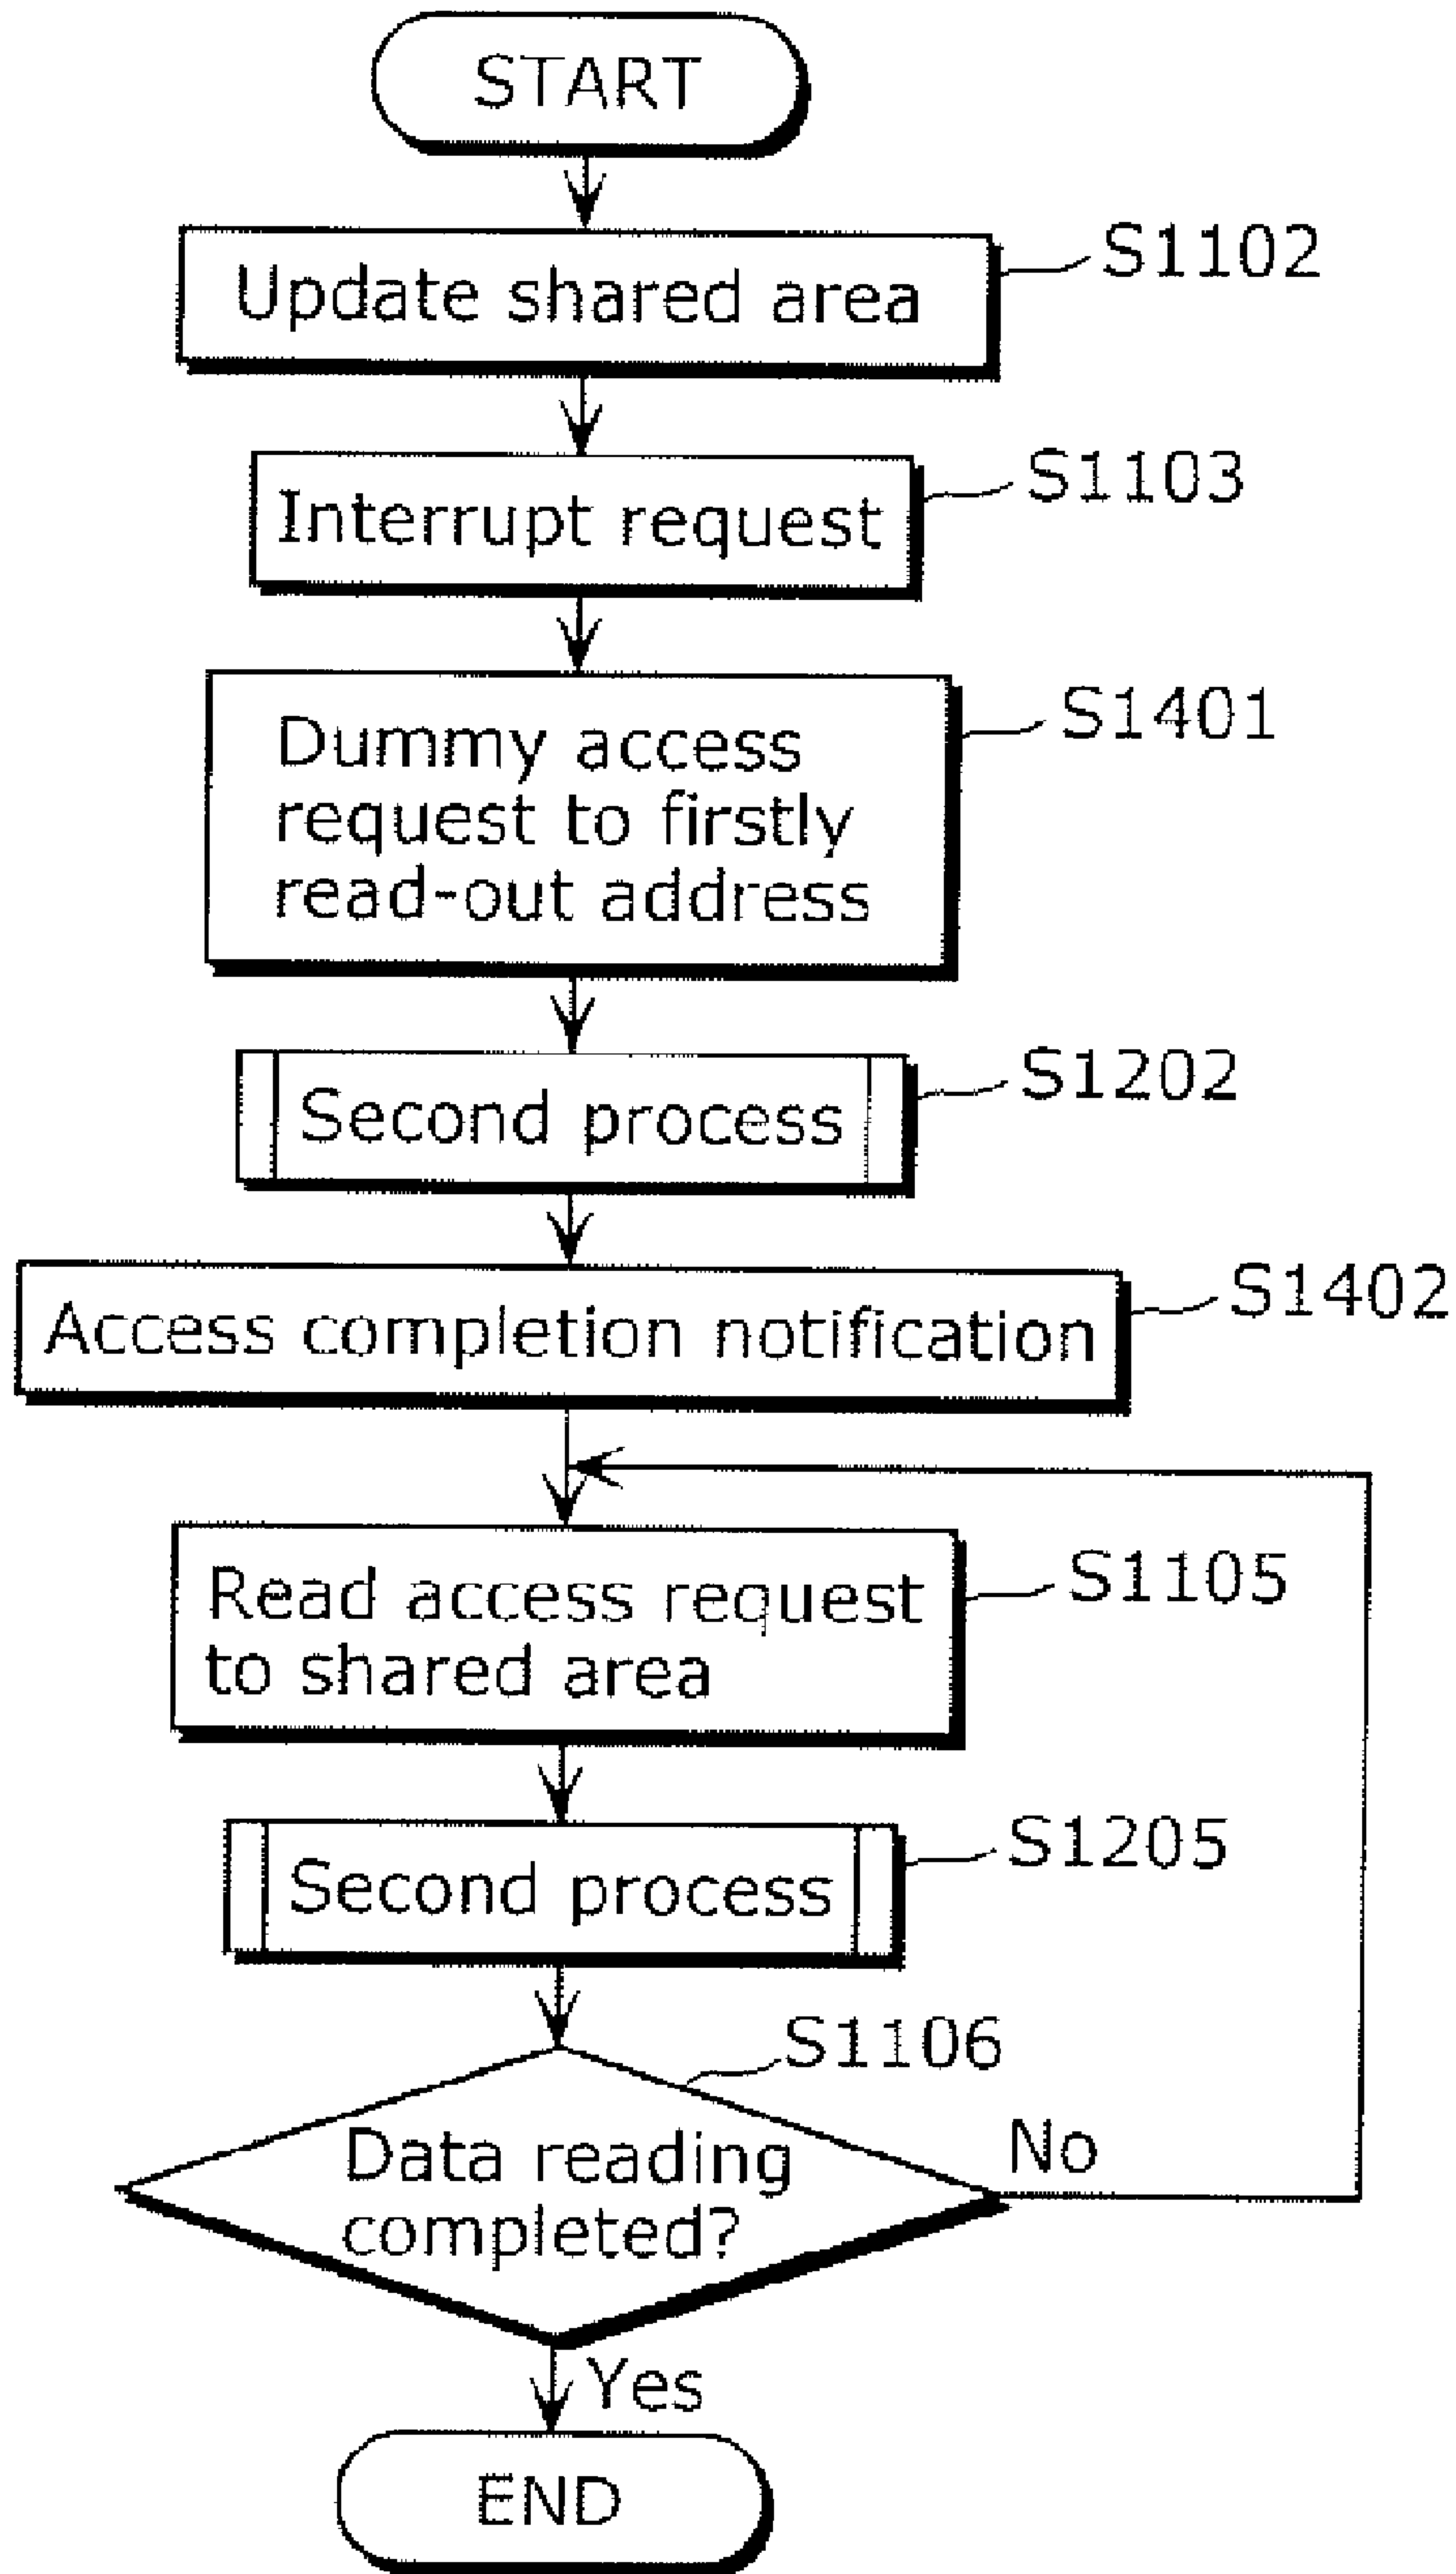 START
Update shared area
S1102
Interrupt request
S1103
Dummy access
request to firstly
read-out address
S1401
Second process
S1202
Access completion notification
S1402
Read access request
to shared area
S1105
Second process
S1205
S1106
Data reading
completed?
No
Yes
END